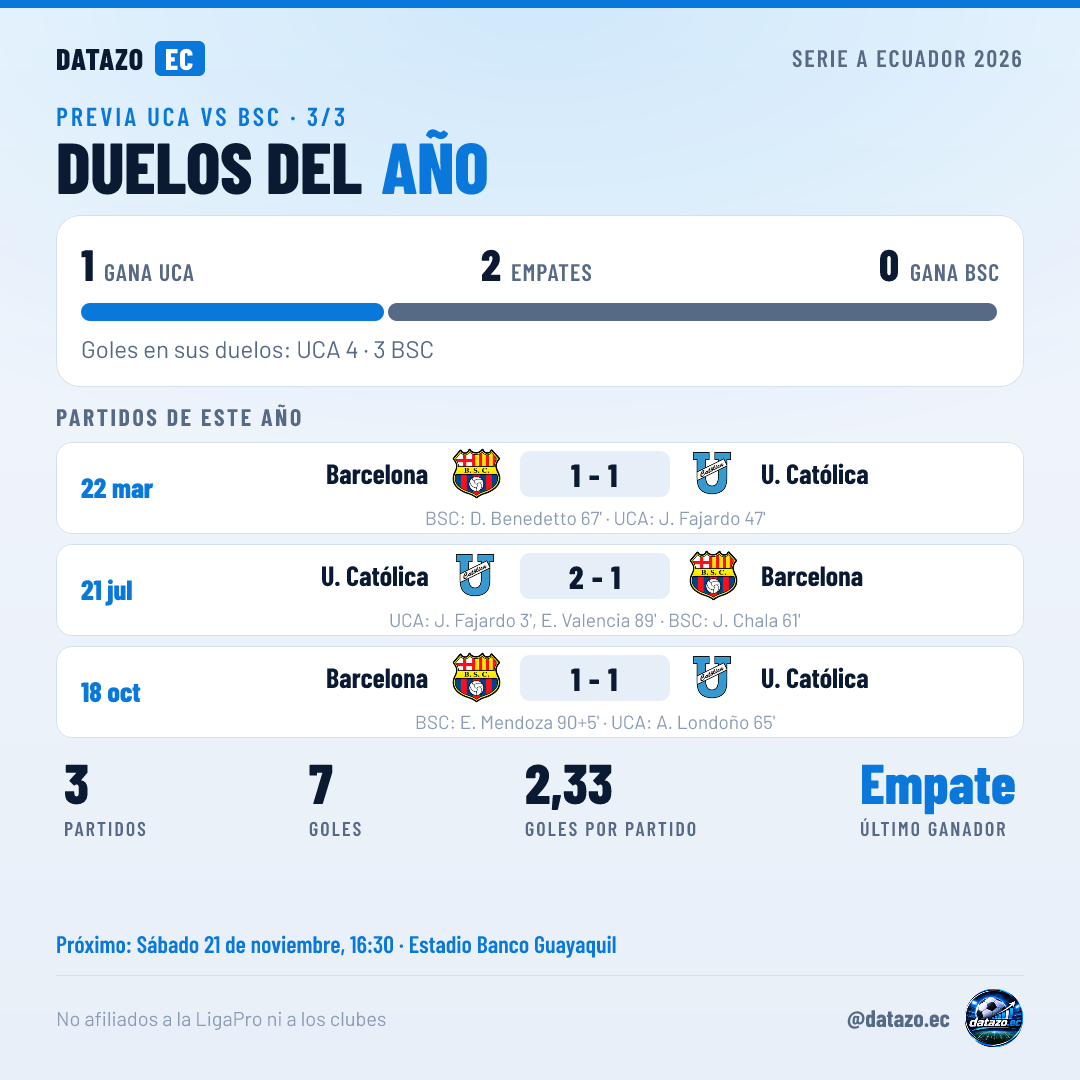 DATAZO EC
SERIE A ECUADOR 2026
PREVIA UCA VS BSC · 3/3
DUELOS DEL AÑO
1 GANA UCA
2 EMPATES
0 GANA BSC
Goles en sus duelos: UCA 4 · 3 BSC
PARTIDOS DE ESTE AÑO
22 mar
Barcelona
B. S. C.
1 - 1
Católica
U. Católica
BSC: D. Benedetto 67' · UCA: J. Fajardo 47'
21 jul
U. Católica
Católica
2 - 1
B. S. C.
Barcelona
UCA: J. Fajardo 3', E. Valencia 89' · BSC: J. Chala 61'
18 oct
Barcelona
B. S. C.
1 - 1
Católica
U. Católica
BSC: E. Mendoza 90+5' · UCA: A. Londoño 65'
3
PARTIDOS
7
GOLES
2,33
GOLES POR PARTIDO
Empate
ÚLTIMO GANADOR
Próximo: Sábado 21 de noviembre, 16:30 · Estadio Banco Guayaquil
No afiliados a la LigaPro ni a los clubes
@datazo.ec
datazo.ec